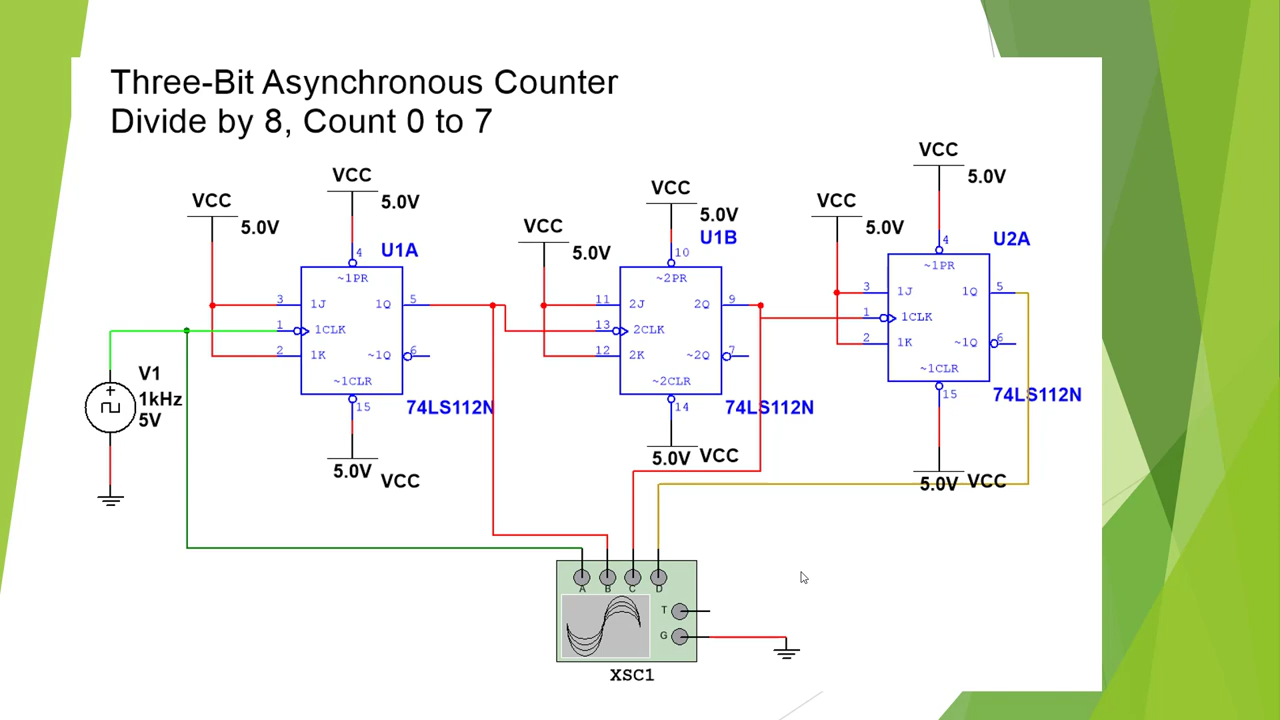 Three-Bit Asynchronous Counter
Divide by 8, Count 0 to 7
VCC
5.0V
VCC
5.0V
U1A
4
~1PR
3
1J
1Q
5
1
1CLK
2
1K
~1Q
6
~1CLR
15
74LS112N
5.0V
VCC
V1
1kHz
5V
VCC
5.0V
VCC
5.0V
U1B
10
~2PR
11
2J
2Q
9
13
2CLK
12
2K
~2Q
7
~2CLR
14
74LS112N
5.0V
VCC
VCC
5.0V
VCC
5.0V
U2A
4
~1PR
3
1J
1Q
5
1
1CLK
2
1K
~1Q
6
~1CLR
15
74LS112N
5.0V
VCC
A B C D
T
G
XSC1